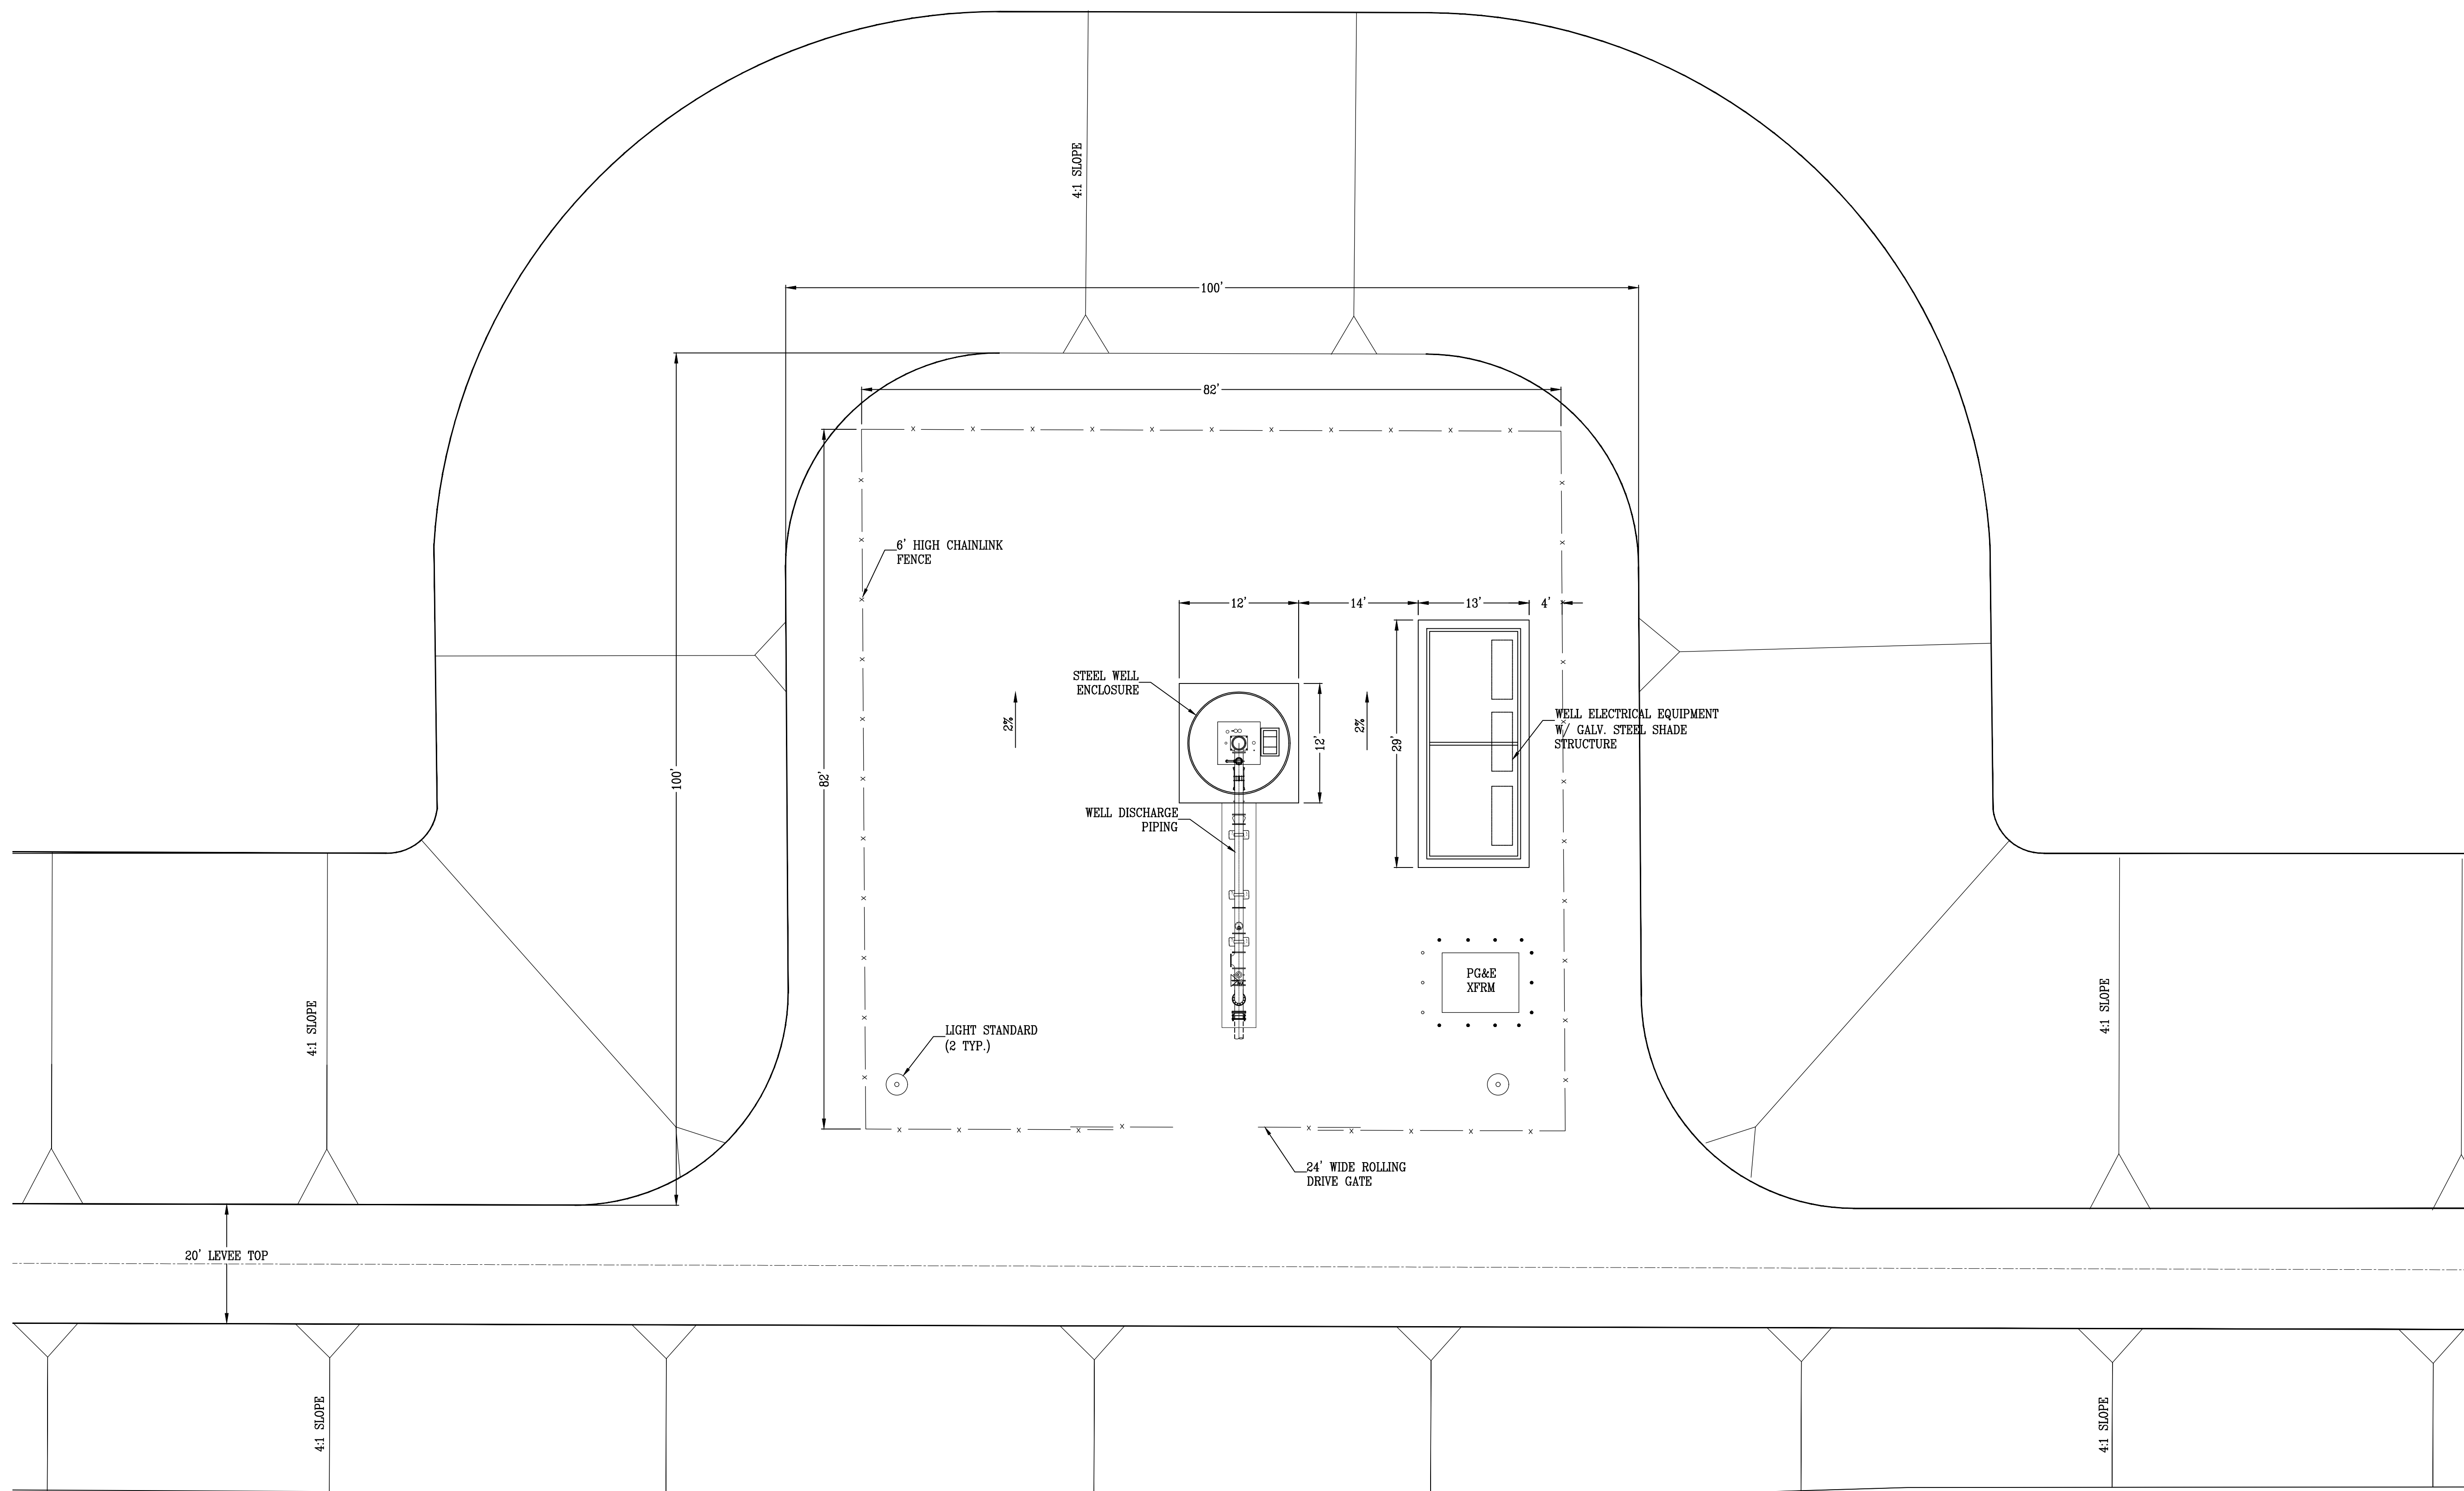 4:1 SLOPE
100'
82'
6' HIGH CHAINLINK
FENCE
12'
14'
13'
4'
STEEL WELL
ENCLOSURE
2%
2%
12'
29'
WELL ELECTRICAL EQUIPMENT
W/ GALV. STEEL SHADE
STRUCTURE
100'
82'
WELL DISCHARGE
PIPING
PG&E
XFRM
4:1 SLOPE
4:1 SLOPE
LIGHT STANDARD
(2 TYP.)
24' WIDE ROLLING
DRIVE GATE
20' LEVEE TOP
4:1 SLOPE
4:1 SLOPE